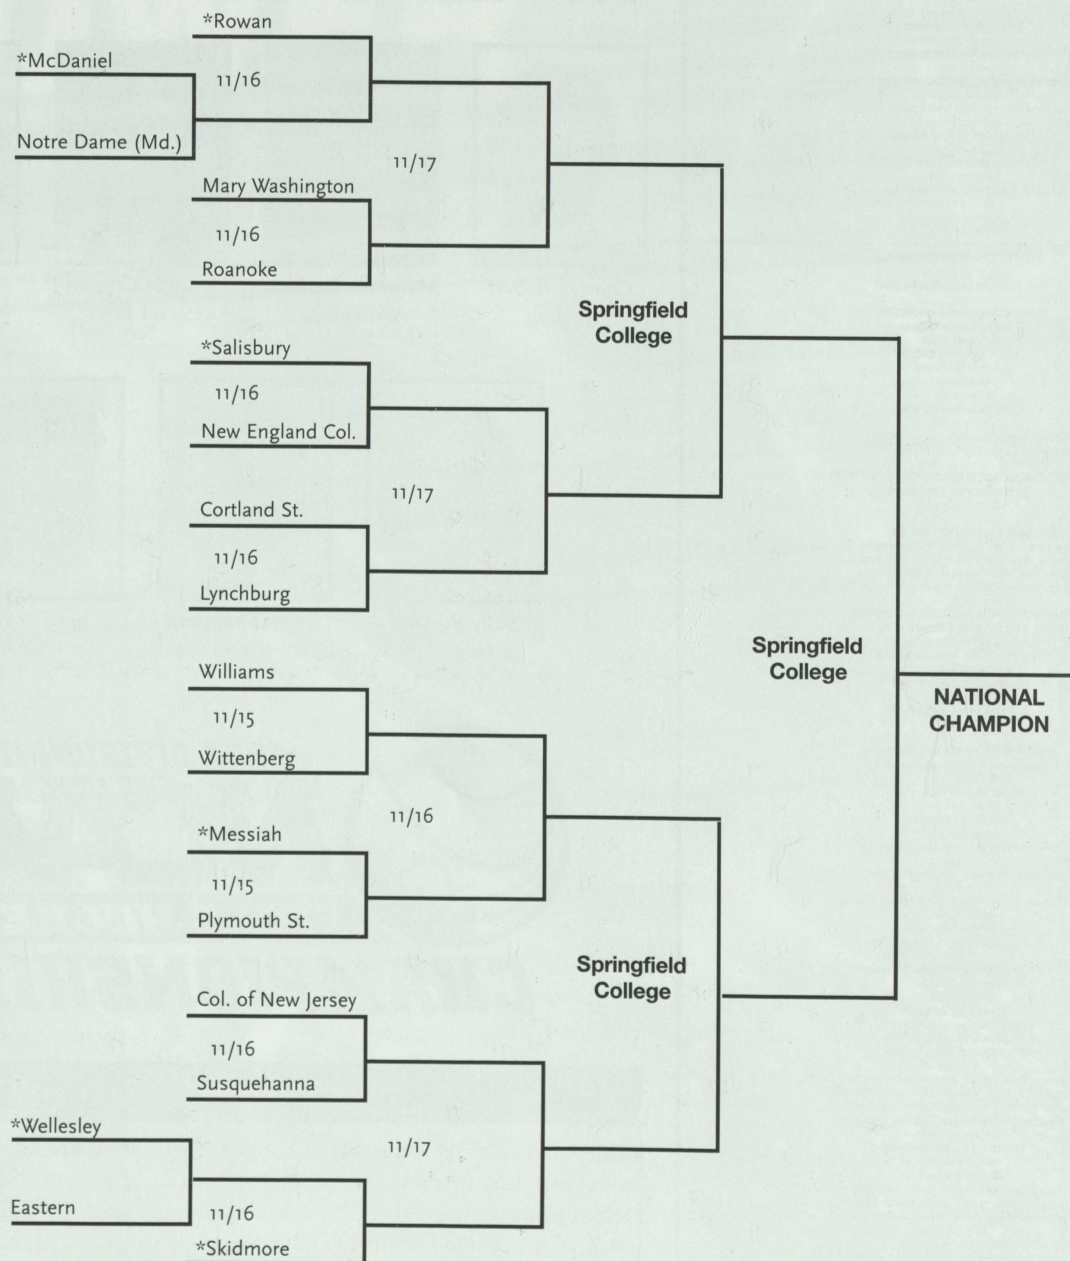 *Rowan
*McDaniel
11/16
Notre Dame (Md.)
11/17
Mary Washington
11/16
Roanoke
Springfield
College
*Salisbury
11/16
New England Col.
11/17
Cortland St.
11/16
Lynchburg
Springfield
College
NATIONAL
CHAMPION
Williams
11/15
Wittenberg
11/16
*Messiah
11/15
Plymouth St.
Springfield
College
Col. of New Jersey
11/16
Susquehanna
*Wellesley
11/17
Eastern
11/16
*Skidmore